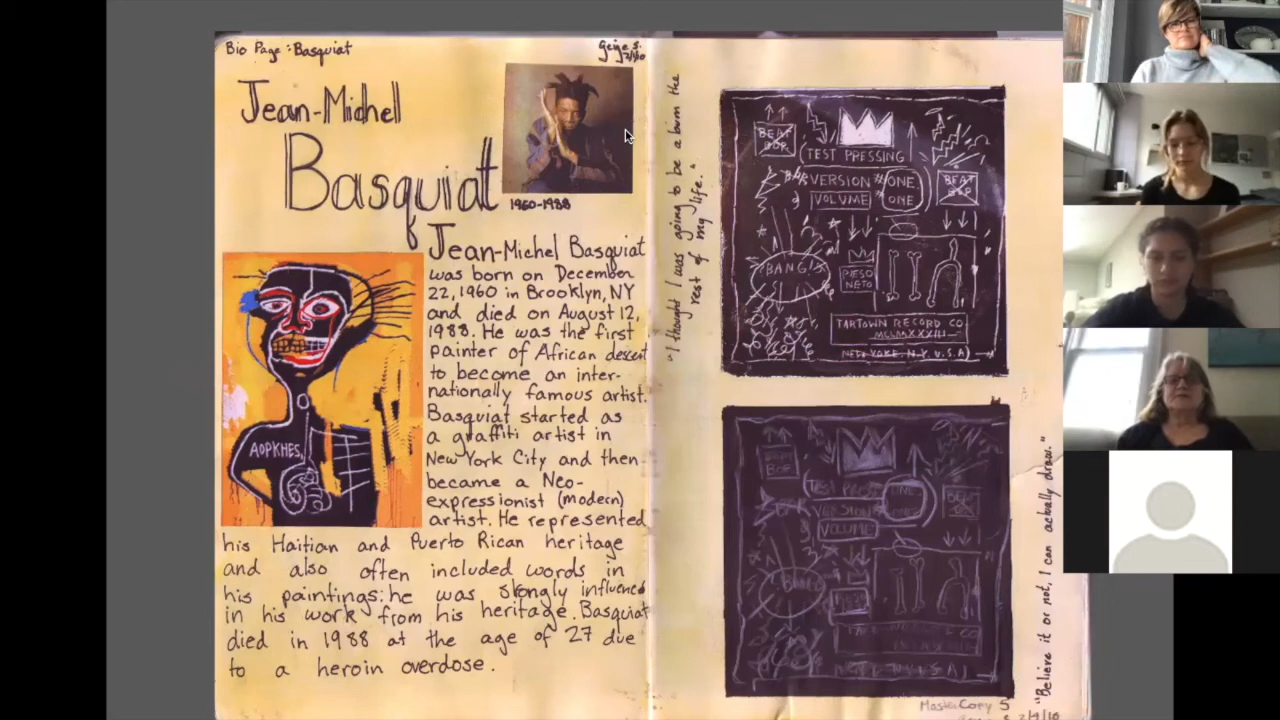 Bio Page: Basquiat
Jean-Michel
Basquiat
1960-1988
Jean-Michel Basquiat
was born on December
22, 1960 in Brooklyn, NY
and died on August 12,
1988. He was the first
painter of African descent
to become an inter-
nationally famous artist.
Basquiat started as
a graffiti artist in
New York City and then
became a Neo-
expressionist (modern)
artist. He represented
his Haitian and Puerto Rican heritage
and also often included words in
his paintings: he was strongly influenced
in his work from his heritage. Basquiat
died in 1988 at the age of 27 due
to a heroin overdose.
AOPKHES
"I thought I was going to be a bum the
rest of my life."
BEAT
BOP
TEST PRESSING
VERSION # ONE
VOLUME ONE
BEAT
BOP
BANG!
PESO
NETO
TARTOWN RECORD CO
MCLMXXXIII
NEW YORK N.Y. U.S.A)
BEAT
BOP
TEST PRESS
VERSION
VOLUME
"Believe it or not, I can actually draw."